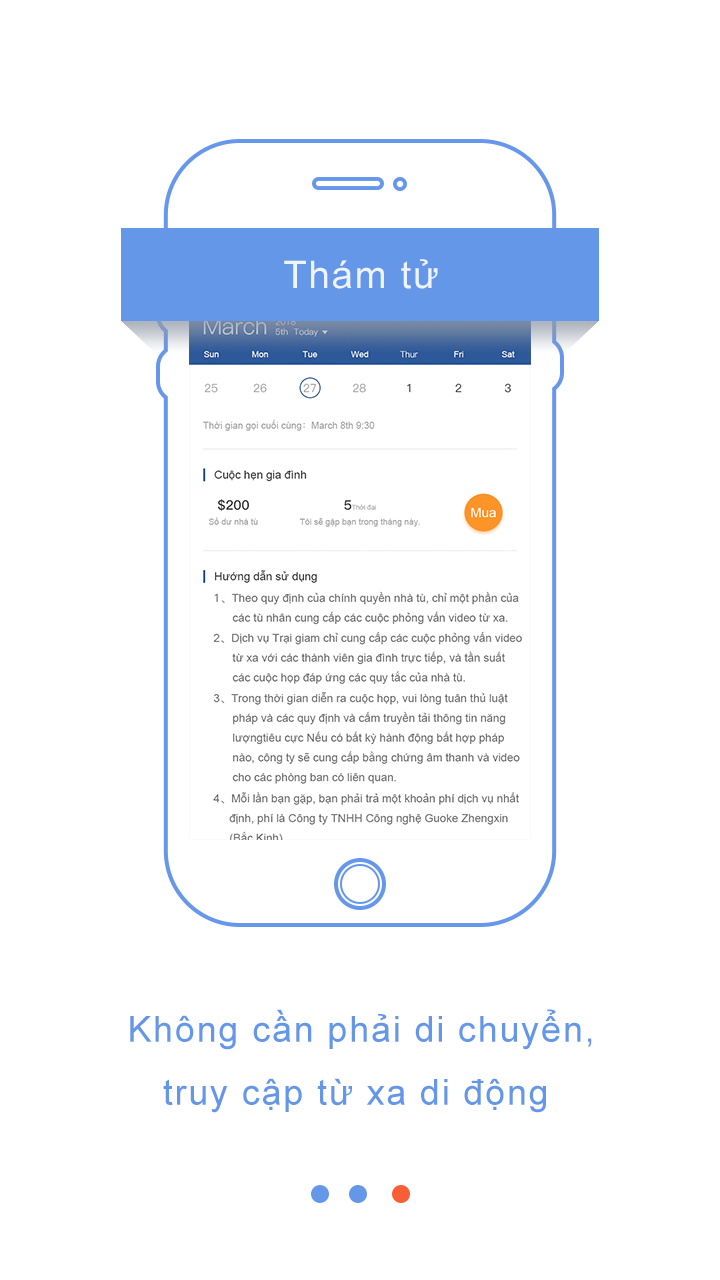 Thám tử
March 2018
5th Today
Sun Mon Tue Wed Thur Fri Sat
25 26 27 28 1 2 3
Thời gian gọi cuối cùng: March 8th 9:30
Cuộc hẹn gia đình
$200 5Thời đại Mua
Số dư nhà tù Tôi sẽ gặp bạn trong tháng này.
Hướng dẫn sử dụng
1、Theo quy định của chính quyền nhà tù, chỉ một phần của
các tù nhân cung cấp các cuộc phỏng vấn video từ xa.
2、Dịch vụ Trại giam chỉ cung cấp các cuộc phỏng vấn video
từ xa với các thành viên gia đình trực tiếp, và tần suất
các cuộc họp đáp ứng các quy tắc của nhà tù.
3、Trong thời gian diễn ra cuộc họp, vui lòng tuân thủ luật
pháp và các quy định và cấm truyền tải thông tin năng
lượngtiêu cực Nếu có bất kỳ hành động bất hợp pháp
nào, công ty sẽ cung cấp bằng chứng âm thanh và video
cho các phòng ban có liên quan.
4、Mỗi lần bạn gặp, bạn phải trả một khoản phí dịch vụ nhất
định, phí là Công ty TNHH Công nghệ Guoke Zhengxin
(Bắc Kinh)
Không cần phải di chuyển,
truy cập từ xa di động